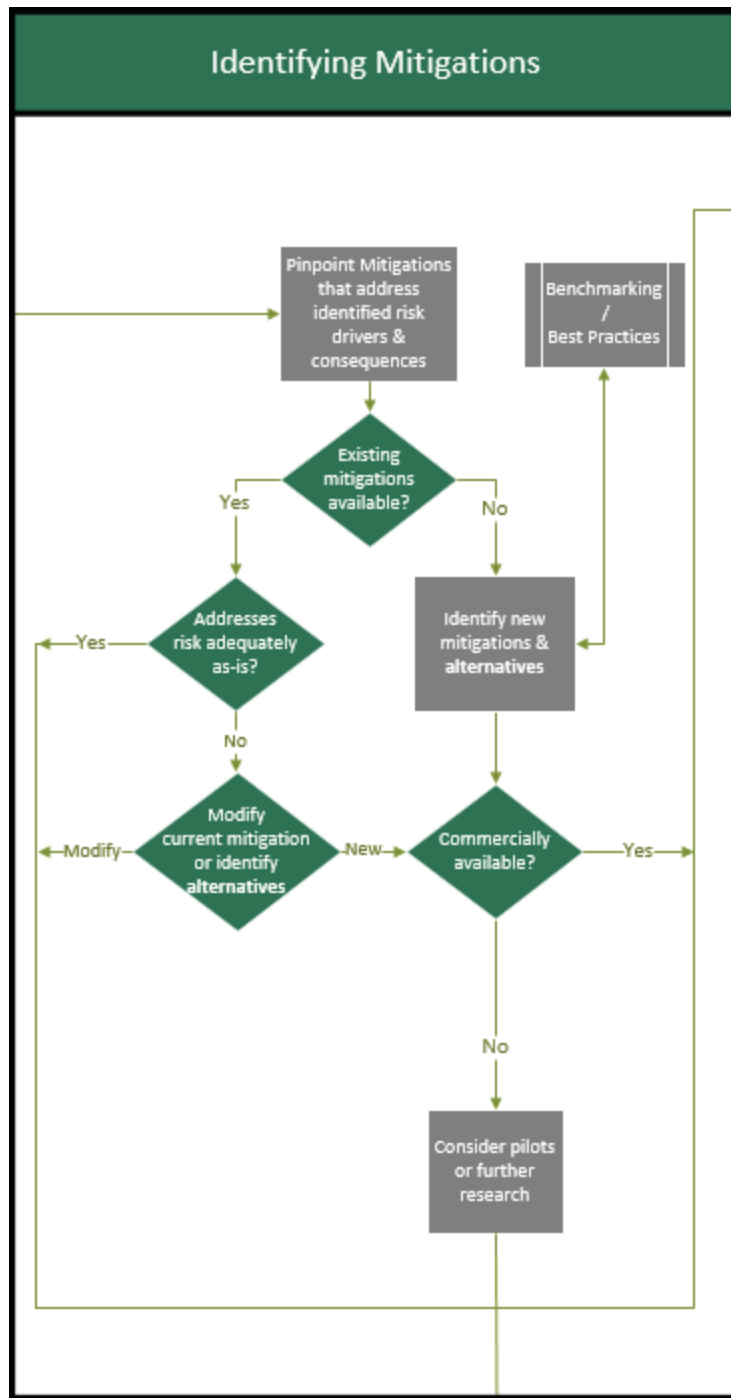 Identifying Mitigations
Pinpoint Mitigations
that address
identified risk
drivers &
consequences
Benchmarking
/
Best Practices
Existing
mitigations
available?
Yes
No
Addresses
risk adequately
as-is?
Yes
Identify new
mitigations &
alternatives
No
Modify
current mitigation
or identify
alternatives
Modify
New
Commercially
available?
Yes
No
Consider pilots
or further
research